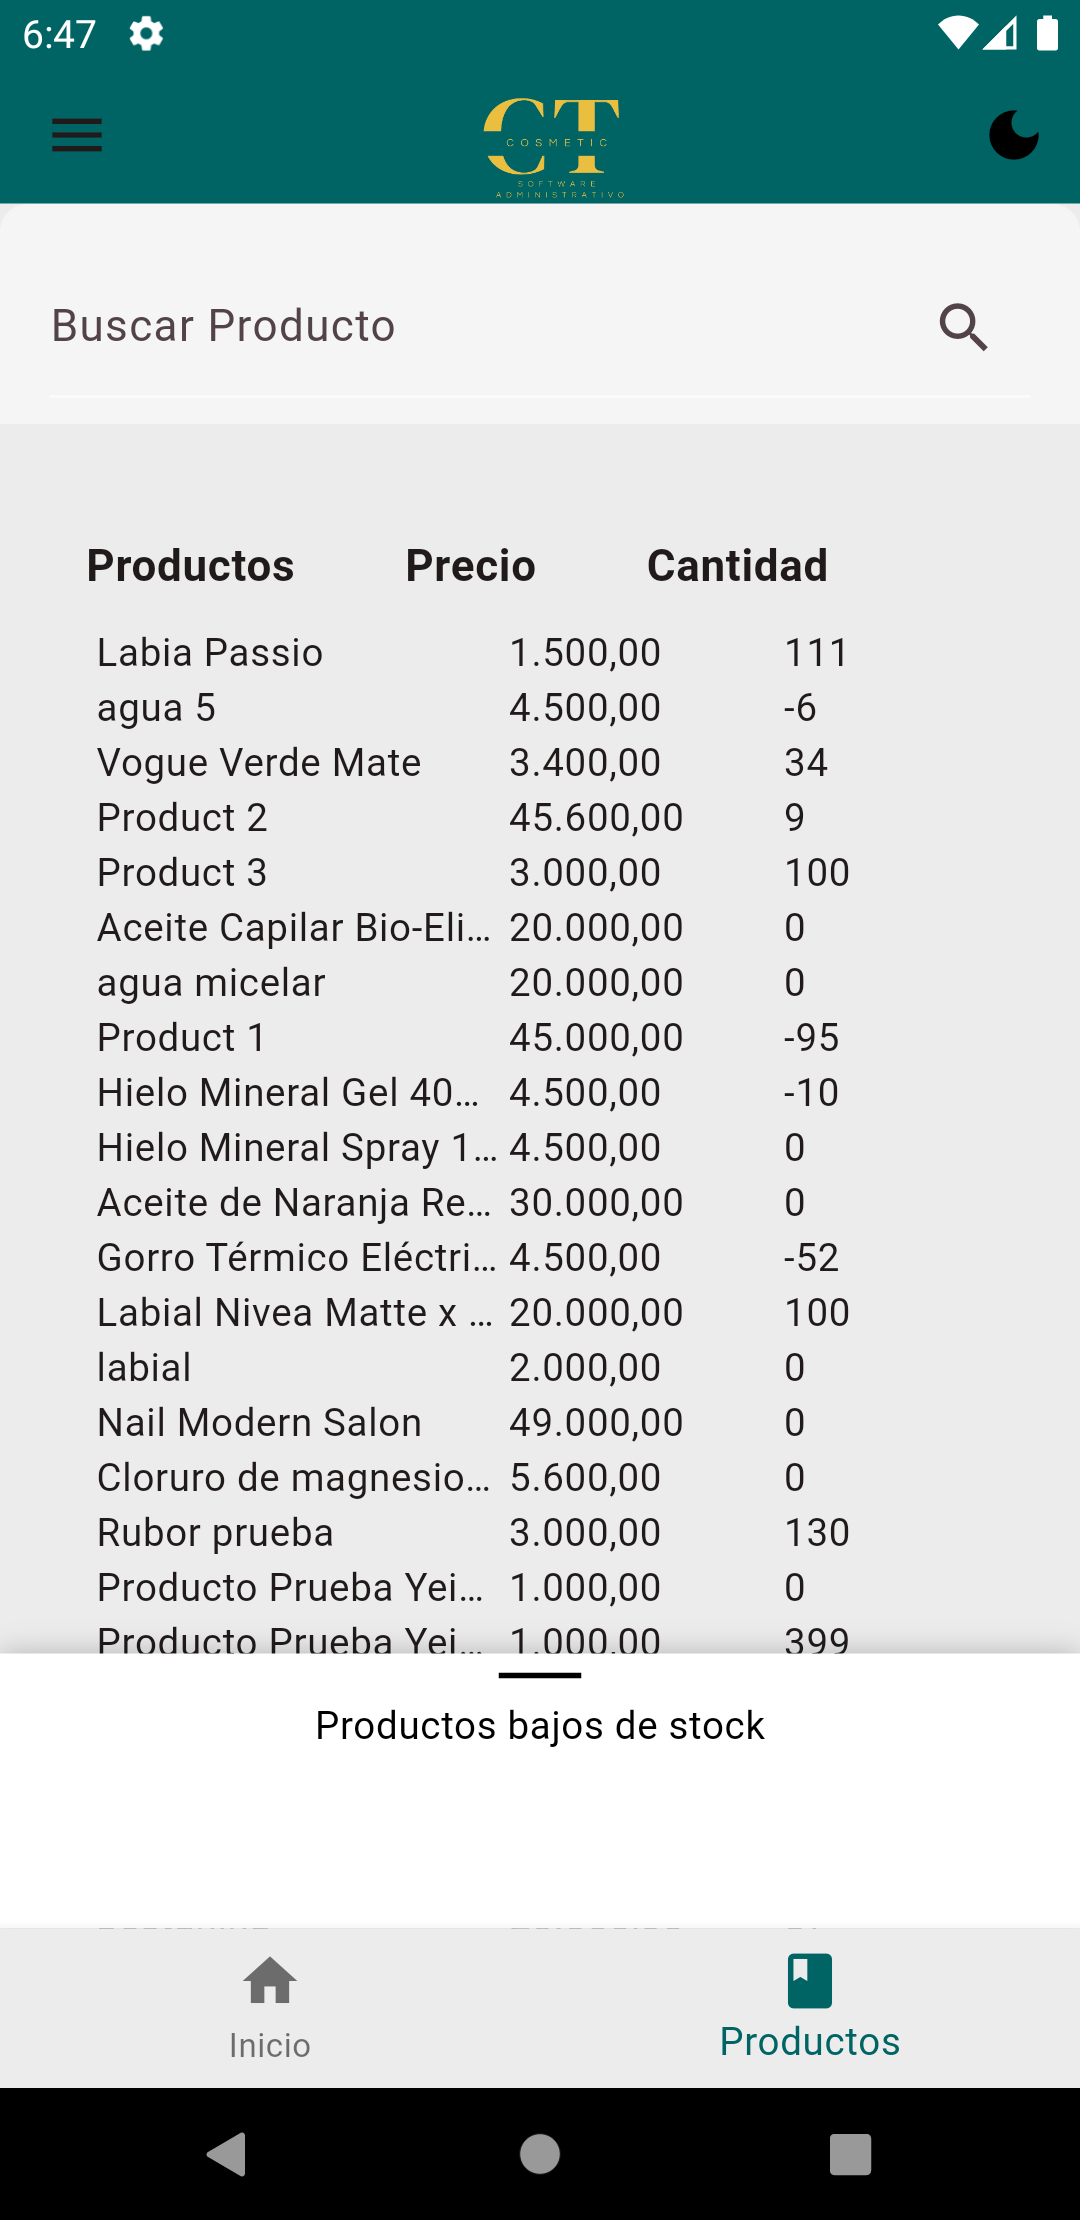 6:47
CT
COSMETIC
SOFTWARE
ADMINISTRATIVO
Buscar Producto
Productos Precio Cantidad
Labia Passio 1.500,00 111
agua 5 4.500,00 -6
Vogue Verde Mate 3.400,00 34
Product 2 45.600,00 9
Product 3 3.000,00 100
Aceite Capilar Bio-Eli... 20.000,00 0
agua micelar 20.000,00 0
Product 1 45.000,00 -95
Hielo Mineral Gel 40... 4.500,00 -10
Hielo Mineral Spray 1... 4.500,00 0
Aceite de Naranja Re... 30.000,00 0
Gorro Térmico Eléctri... 4.500,00 -52
Labial Nivea Matte x ... 20.000,00 100
labial 2.000,00 0
Nail Modern Salon 49.000,00 0
Cloruro de magnesio... 5.600,00 0
Rubor prueba 3.000,00 130
Producto Prueba Yei... 1.000,00 0
Producto Prueba Yei... 1.000,00 399
Productos bajos de stock
Inicio
Productos